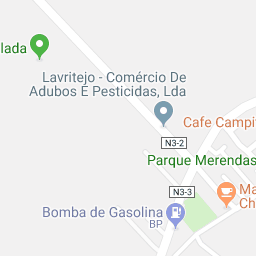 lada
Lavritejo - Comércio De
Adubos E Pesticidas, Lda
Cafe Campi
N3-2
Parque Merendas
N3-3
Ma
Ch
Bomba de Gasolina
BP